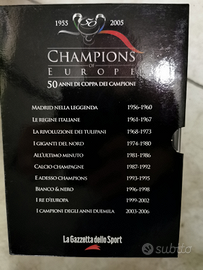 1955 2005
CHAMPIONS
OF
EUROPE
50 ANNI DI COPPA DEI CAMPIONI
MADRID NELLA LEGGENDA 1956-1960
LE REGINE ITALIANE 1961-1967
LA RIVOLUZIONE DEI TULIPANI 1968-1973
I GIGANTI DEL NORD 1974-1980
ALL'ULTIMO MINUTO 1981-1986
CALCIO CHAMPAGNE 1987-1992
E ADESSO CHAMPIONS 1993-1995
BIANCO & NERO 1996-1998
I RE D'EUROPA 1999-2002
I CAMPIONI DEGLI ANNI DUEMILA 2003-2006
La Gazzetta dello Sport
subito